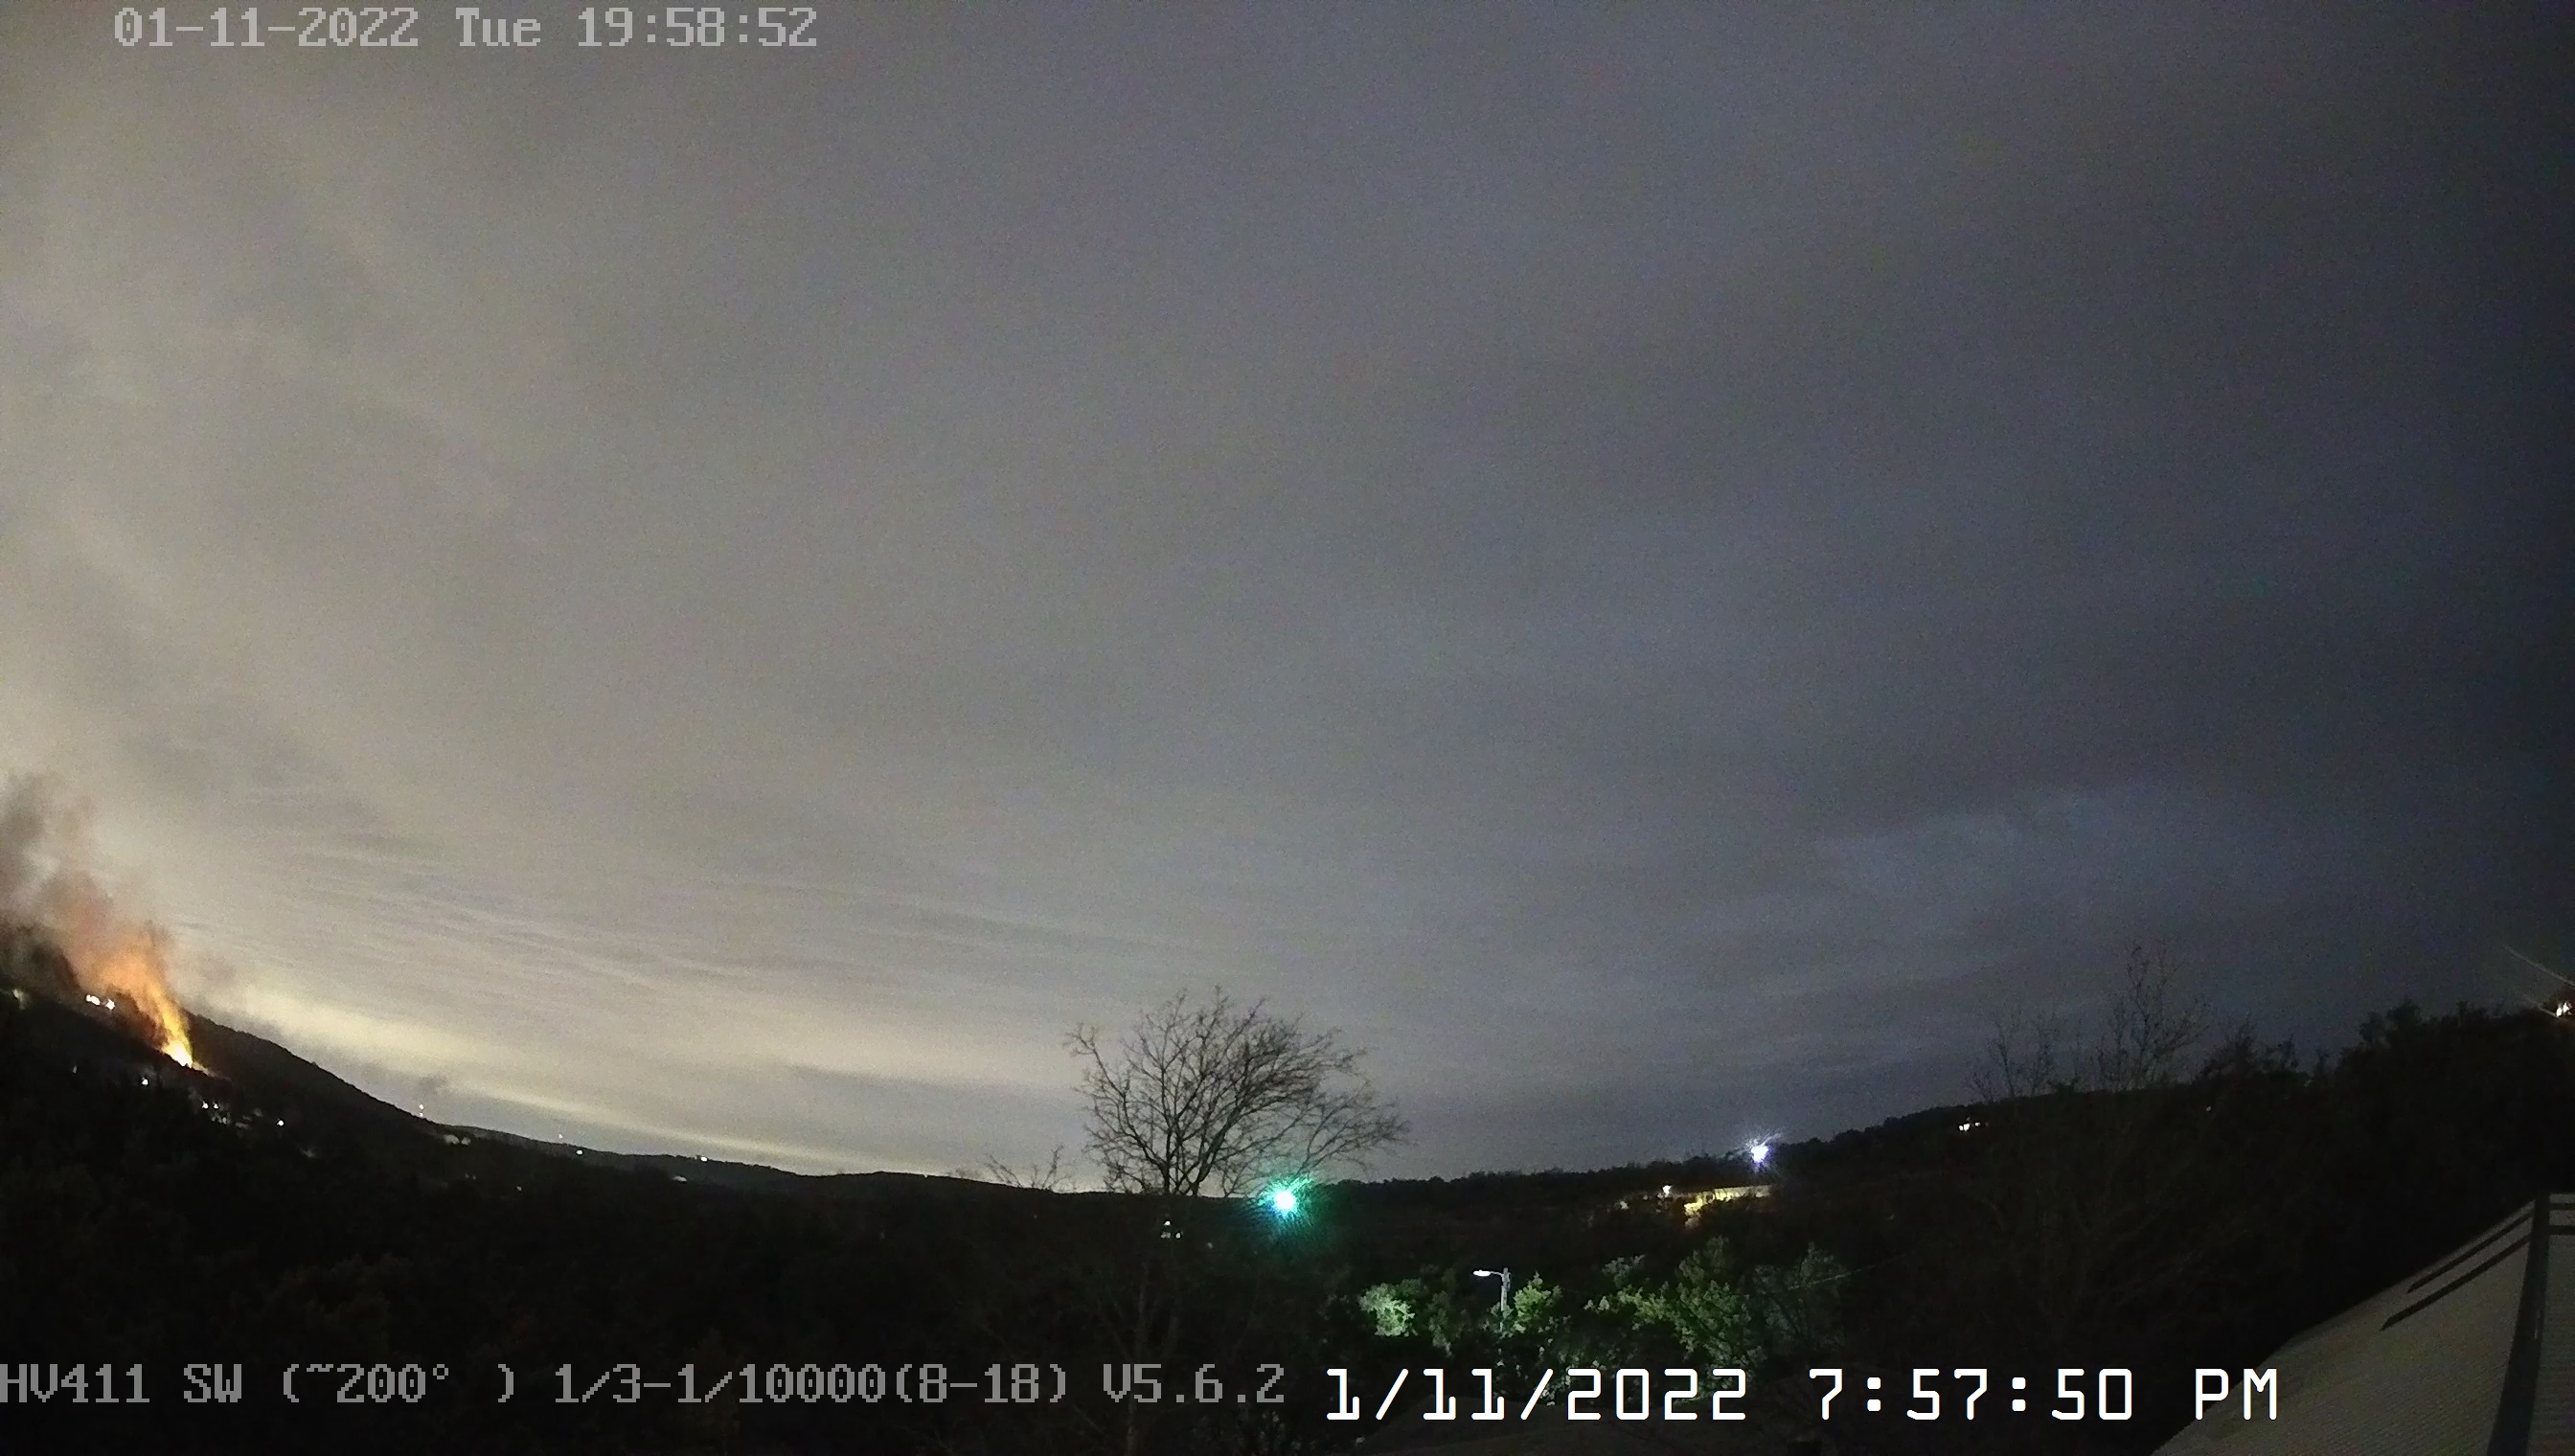 01-11-2022 Tue 19:58:52
HV411 SW (~200° ) 1/3-1/10000(8-18) V5.6.2
1/11/2022 7:57:50 PM